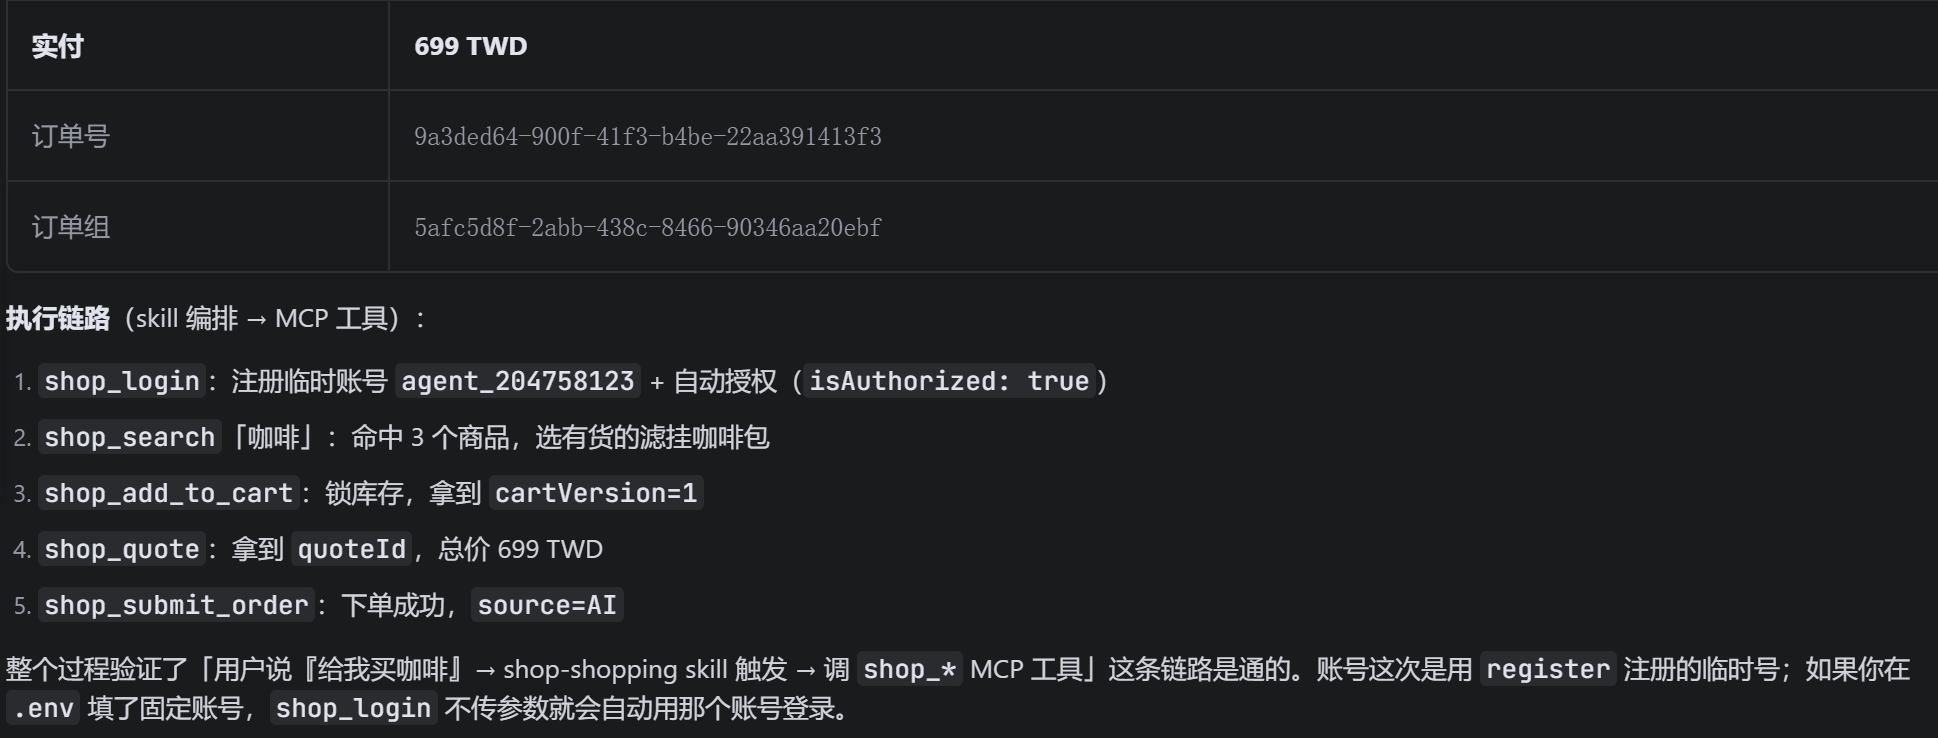 实付 699 TWD
订单号 9a3ded64-900f-41f3-b4be-22aa391413f3
订单组 5afc5d8f-2abb-438c-8466-90346aa20ebf
执行链路（skill 编排 → MCP 工具）：
1. shop_login：注册临时账号 agent_204758123 + 自动授权（isAuthorized: true）
2. shop_search「咖啡」：命中 3 个商品，选有货的滤挂咖啡包
3. shop_add_to_cart：锁库存，拿到 cartVersion=1
4. shop_quote：拿到 quoteId，总价 699 TWD
5. shop_submit_order：下单成功，source=AI
整个过程验证了「用户说『给我买咖啡』→ shop-shopping skill 触发 → 调 shop_* MCP 工具」这条链路是通的。账号这次是用 register 注册的临时号；如果你在
.env 填了固定账号，shop_login 不传参数就会自动用那个账号登录。